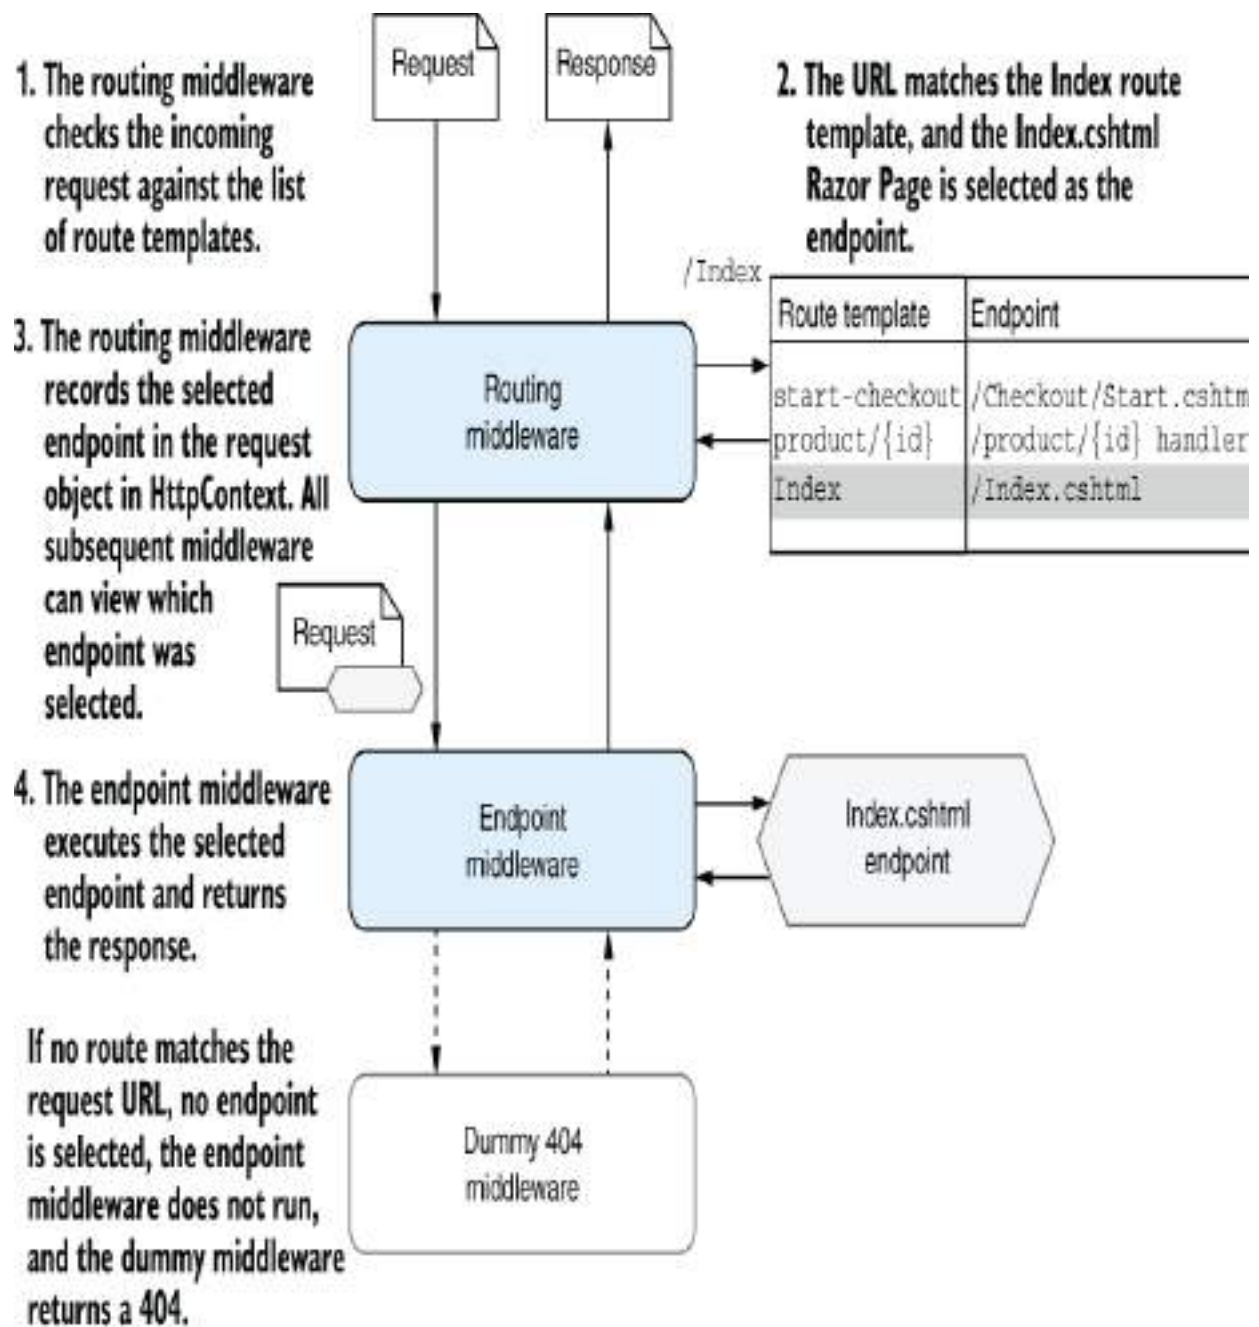 Request
Response
1. The routing middleware
checks the incoming
request against the list
of route templates.
2. The URL matches the Index route
template, and the Index.cshtml
Razor Page is selected as the
endpoint.
/Index
Route template Endpoint
start-checkout /Checkout/Start.cshtm
product/{id} /product/{id} handler
Index /Index.cshtml
Routing
middleware
3. The routing middleware
records the selected
endpoint in the request
object in HttpContext. All
subsequent middleware
can view which
endpoint was
selected.
Request
4. The endpoint middleware
executes the selected
endpoint and returns
the response.
Endpoint
middleware
Index.cshtml
endpoint
If no route matches the
request URL, no endpoint
is selected, the endpoint
middleware does not run,
and the dummy middleware
returns a 404.
Dummy 404
middleware